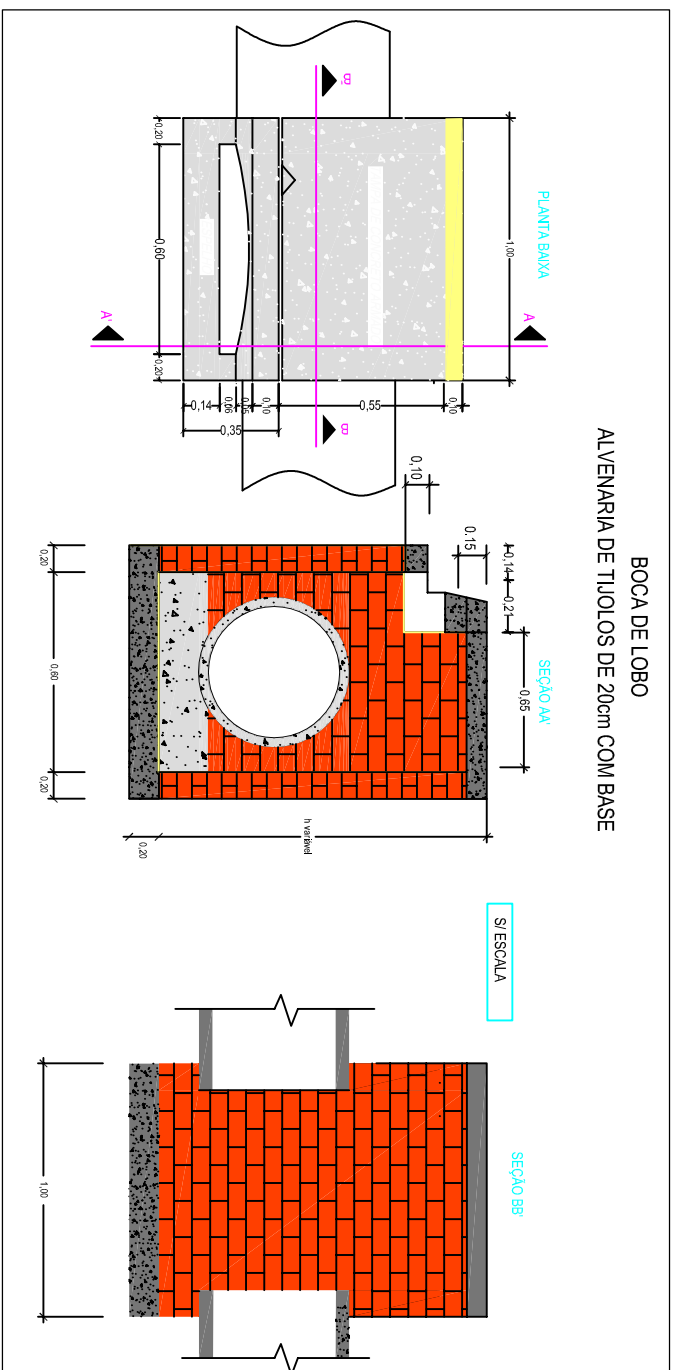 BOCA DE LOBO
ALVENARIA DE TIJOLOS DE 20cm COM BASE
PLANTA BAIXA
1,00
A
A'
B'
B
0,20
0,60
0,20
0,14
0,06
0,05
0,10
0,35
0,55
0,10
SEÇÃO AA'
0,10
0.15
0,14
0,21
0,65
0,20
0,60
0,20
h variável
0,20
S/ ESCALA
SEÇÃO BB'
1,00